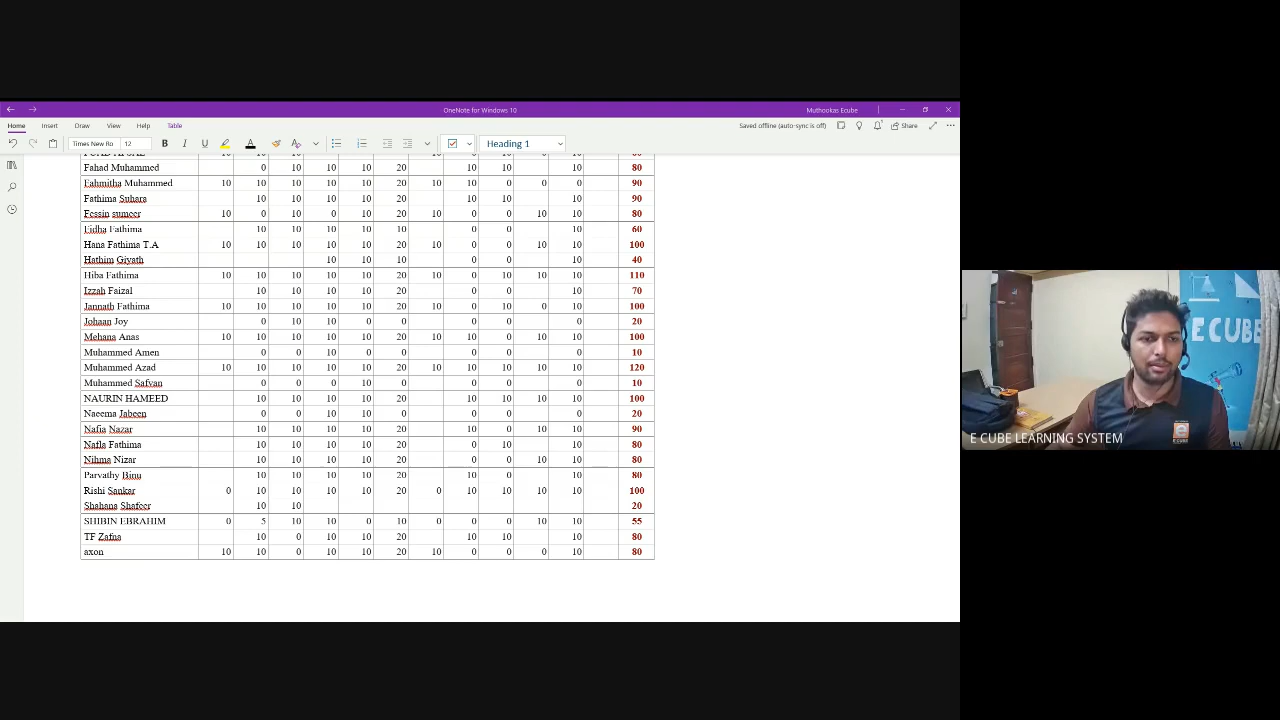 OneNote for Windows 10
Muthookas Ecube
Home Insert Draw View Help Table
Saved offline (auto-sync is off)
Share
Times New Ro 12
B I U A
Heading 1
Fahad Muhammed 0 10 10 10 20 10 10 10 80
Fahmitha Muhammed 10 10 10 10 10 20 10 10 0 0 0 90
Fathima Suhara 10 10 10 10 20 10 10 10 90
Fessin sumeer 10 0 10 0 10 20 10 0 0 10 10 80
Fidha Fathima 10 10 10 10 10 0 0 10 60
Hana Fathima T.A 10 10 10 10 10 20 10 0 0 10 10 100
Hathim Giyath 10 10 10 0 0 10 40
Hiba Fathima 10 10 10 10 10 20 10 0 10 10 10 110
Izzah Faizal 10 10 10 10 20 0 0 10 70
Jannath Fathima 10 10 10 10 10 20 10 0 10 0 10 100
Johaan Joy 0 10 10 0 0 0 0 0 20
Mehana Anas 10 10 10 10 10 20 10 10 0 10 10 100
Muhammed Amen 0 0 10 0 0 0 0 0 10
Muhammed Azad 10 10 10 10 10 20 10 10 10 10 10 120
Muhammed Safvan 0 0 0 10 0 0 0 0 10
NAURIN HAMEED 10 10 10 10 20 10 10 10 10 100
Naeema Jabeen 0 0 10 10 0 0 0 0 20
Nafia Nazar 10 10 10 10 20 10 0 10 10 90
Nafla Fathima 10 10 10 10 20 0 10 10 80
Nihma Nizar 10 10 10 10 20 0 0 10 10 80
Parvathy Binu 10 10 10 10 20 10 0 10 80
Rishi Sankar 0 10 10 10 10 20 0 10 10 10 10 100
Shahana Shafeer 10 10 20
SHIBIN EBRAHIM 0 5 10 10 0 10 0 0 0 10 10 55
TF Zafna 10 0 10 10 20 10 10 10 80
axon 10 10 0 10 10 20 10 0 0 0 10 80
E CUBE
E CUBE
E CUBE LEARNING SYSTEM